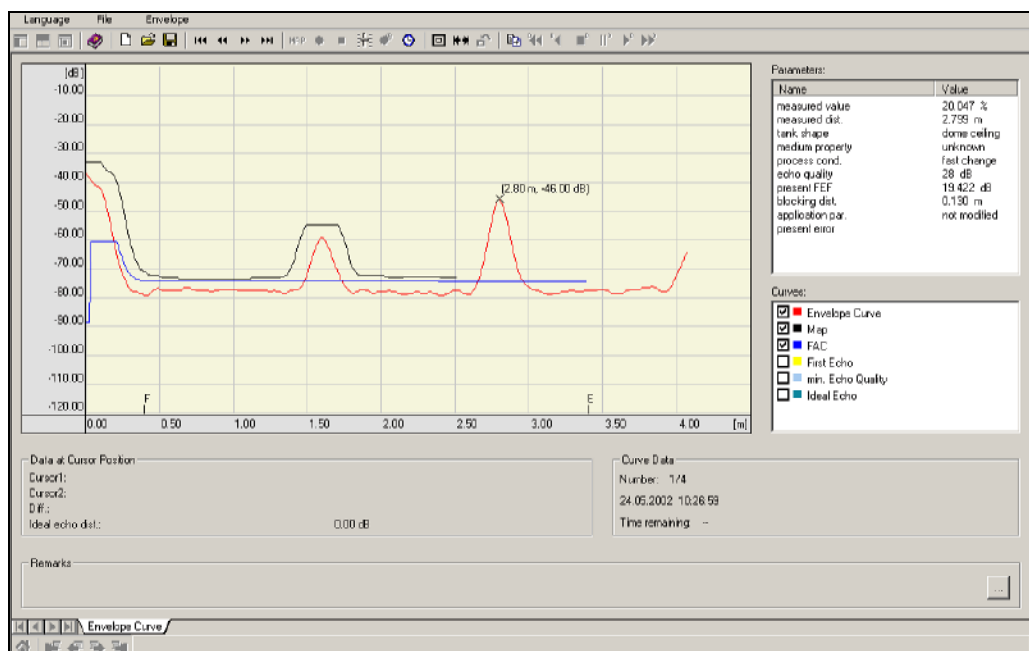 Language File Envelope
MAP
[dB]
-10.00
-20.00
-30.00
-40.00
-50.00
-60.00
-70.00
-80.00
-90.00
-100.00
-110.00
-120.00
(2.80 m, -46.00 dB)
F E
0.00 0.50 1.00 1.50 2.00 2.50 3.00 3.50 4.00 [m]
Parameters:
Name Value
measured value 20.047 %
measured dist. 2.799 m
tank shape dome ceiling
medium property unknown
process cond. fast change
echo quality 28 dB
present FEF 19.422 dB
blocking dist. 0.130 m
application par. not modified
present error
Curves:
Envelope Curve
Map
FAC
First Echo
min. Echo Quality
Ideal Echo
Data at Cursor Position
Cursor1:
Cursor2:
Diff.:
Ideal echo dist.: 0.00 dB
Curve Data
Number: 1/4
24.05.2002 10:26:59
Time remaining: --
Remarks
...
Envelope Curve